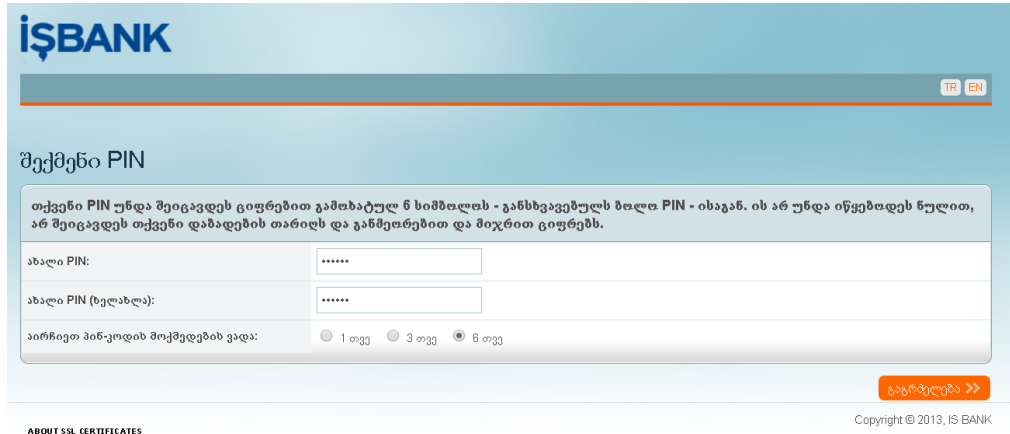 İŞBANK
TR EN
შექმენი PIN
თქვენი PIN უნდა შეიცავდეს ციფრებით გამოხატულ 6 სიმბოლოს - განსხვავებულს ბოლო PIN - ისაგან. ის არ უნდა იწყებოდეს ნულით,
არ შეიცავდეს თქვენი დაბადების თარიღს და განმეორებით და მიჯრით ციფრებს.
ახალი PIN: ••••••
ახალი PIN (ხელახლა): ••••••
აირჩიეთ პინ-კოდის მოქმედების ვადა: 1 თვე 3 თვე 6 თვე
გაგრძელება >>
Copyright © 2013, IS BANK
ABOUT SSL CERTIFICATES